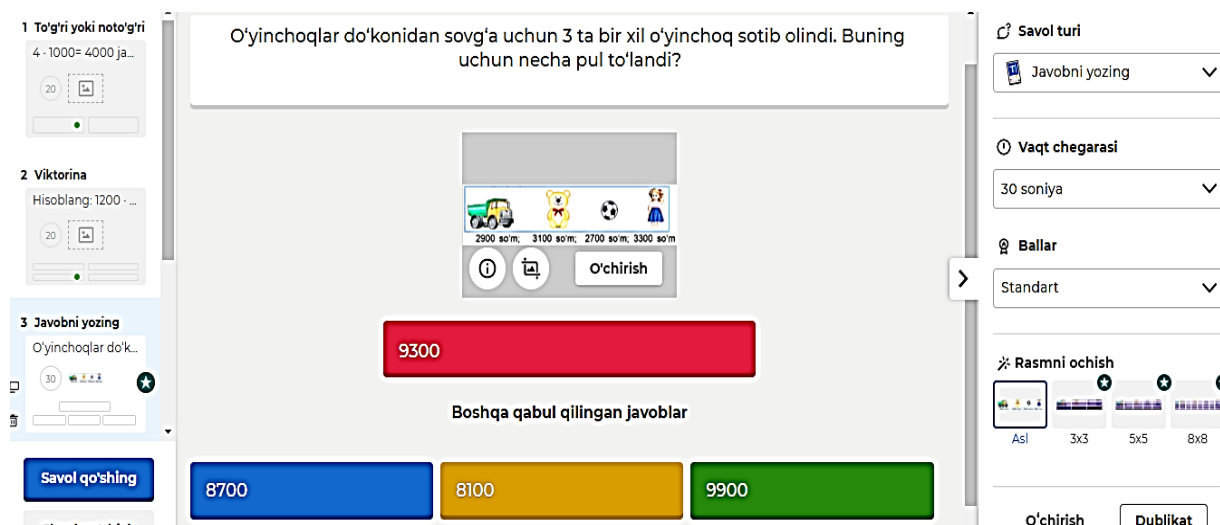 1 To'g'ri yoki noto'g'ri
4 · 1000= 4000 ja...
20
2 Viktorina
Hisoblang: 1200 · ...
20
3 Javobni yozing
O'yinchoqlar do'k...
30
Savol qo'shing
O'yinchoqlar do'konidan sovg'a uchun 3 ta bir xil o'yinchoq sotib olindi. Buning
uchun necha pul to'landi?
2900 so'm; 3100 so'm; 2700 so'm; 3300 so'm
O'chirish
9300
Boshqa qabul qilingan javoblar
8700
8100
9900
Savol turi
Javobni yozing
Vaqt chegarasi
30 soniya
Ballar
Standart
Rasmni ochish
Asl
3x3
5x5
8x8
O'chirish
Dublikat